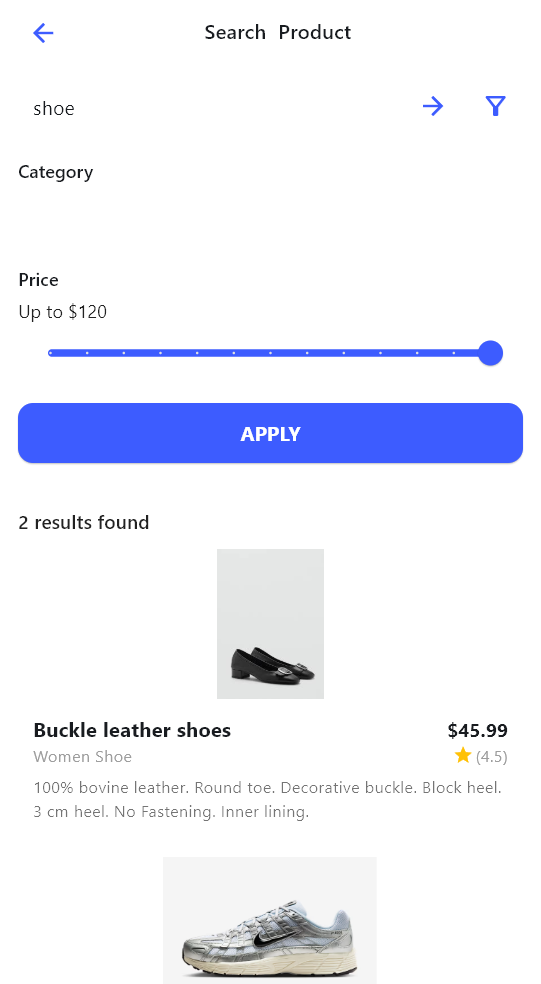 Search Product
shoe
Category
Price
Up to $120
APPLY
2 results found
Buckle leather shoes
$45.99
Women Shoe
(4.5)
100% bovine leather. Round toe. Decorative buckle. Block heel.
3 cm heel. No Fastening. Inner lining.